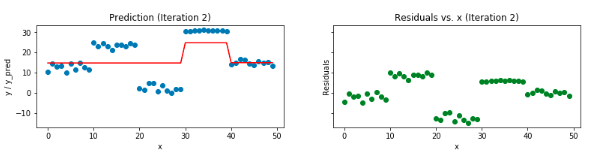 Prediction (Iteration 2)
y / y_pred
30
20
10
0
−10
0
10
20
30
40
50
x
Residuals vs. x (Iteration 2)
Residuals
0
10
20
30
40
50
x